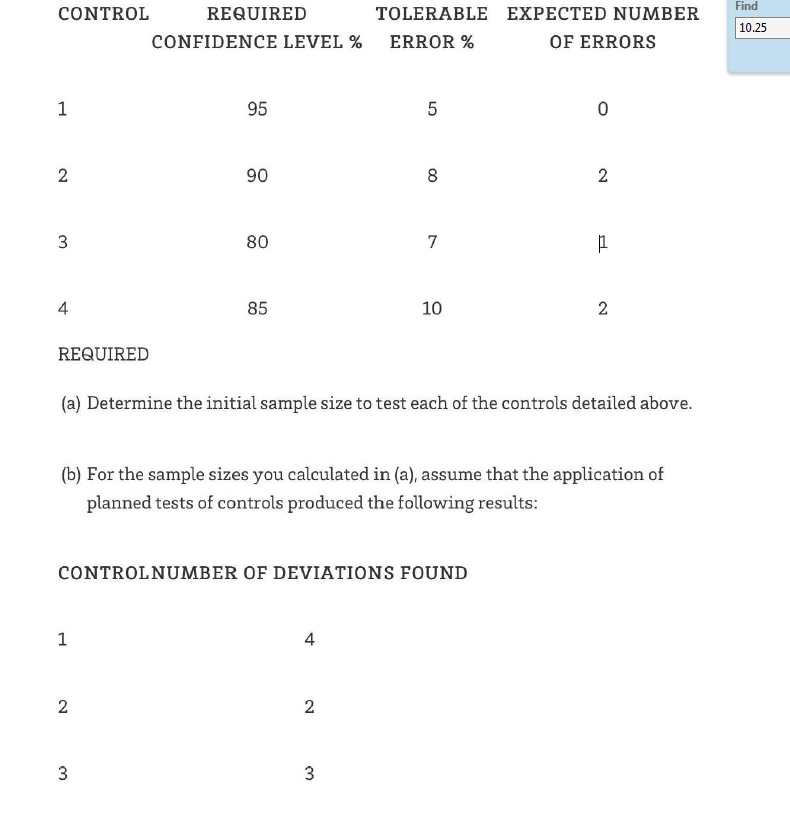 CONTROL REQUIRED TOLERABLE EXPECTED NUMBER
CONFIDENCE LEVEL % ERROR % OF ERRORS
Find
10.25
1 95 5 0
2 90 8 2
3 80 7 1
4 85 10 2
REQUIRED
(a) Determine the initial sample size to test each of the controls detailed above.
(b) For the sample sizes you calculated in (a), assume that the application of
planned tests of controls produced the following results:
CONTROLNUMBER OF DEVIATIONS FOUND
1 4
2 2
3 3